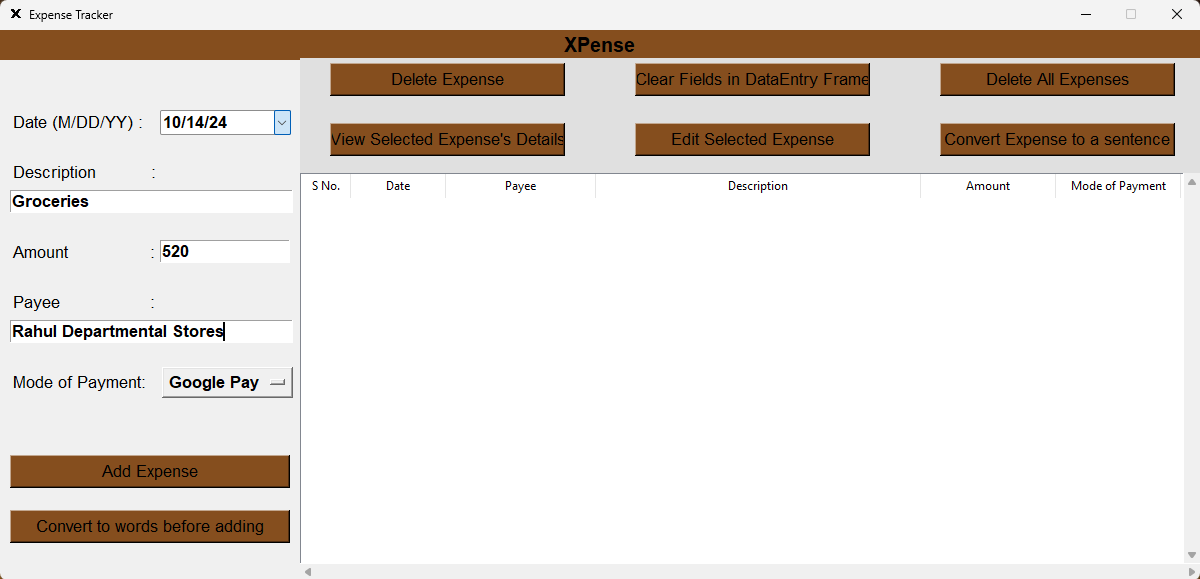 Expense Tracker
XPense
Date (M/DD/YY) : 10/14/24
Description :
Groceries
Amount : 520
Payee :
Rahul Departmental Stores
Mode of Payment: Google Pay
Add Expense
Convert to words before adding
Delete Expense Clear Fields in DataEntry Frame Delete All Expenses
View Selected Expense's Details Edit Selected Expense Convert Expense to a sentence
S No. Date Payee Description Amount Mode of Payment